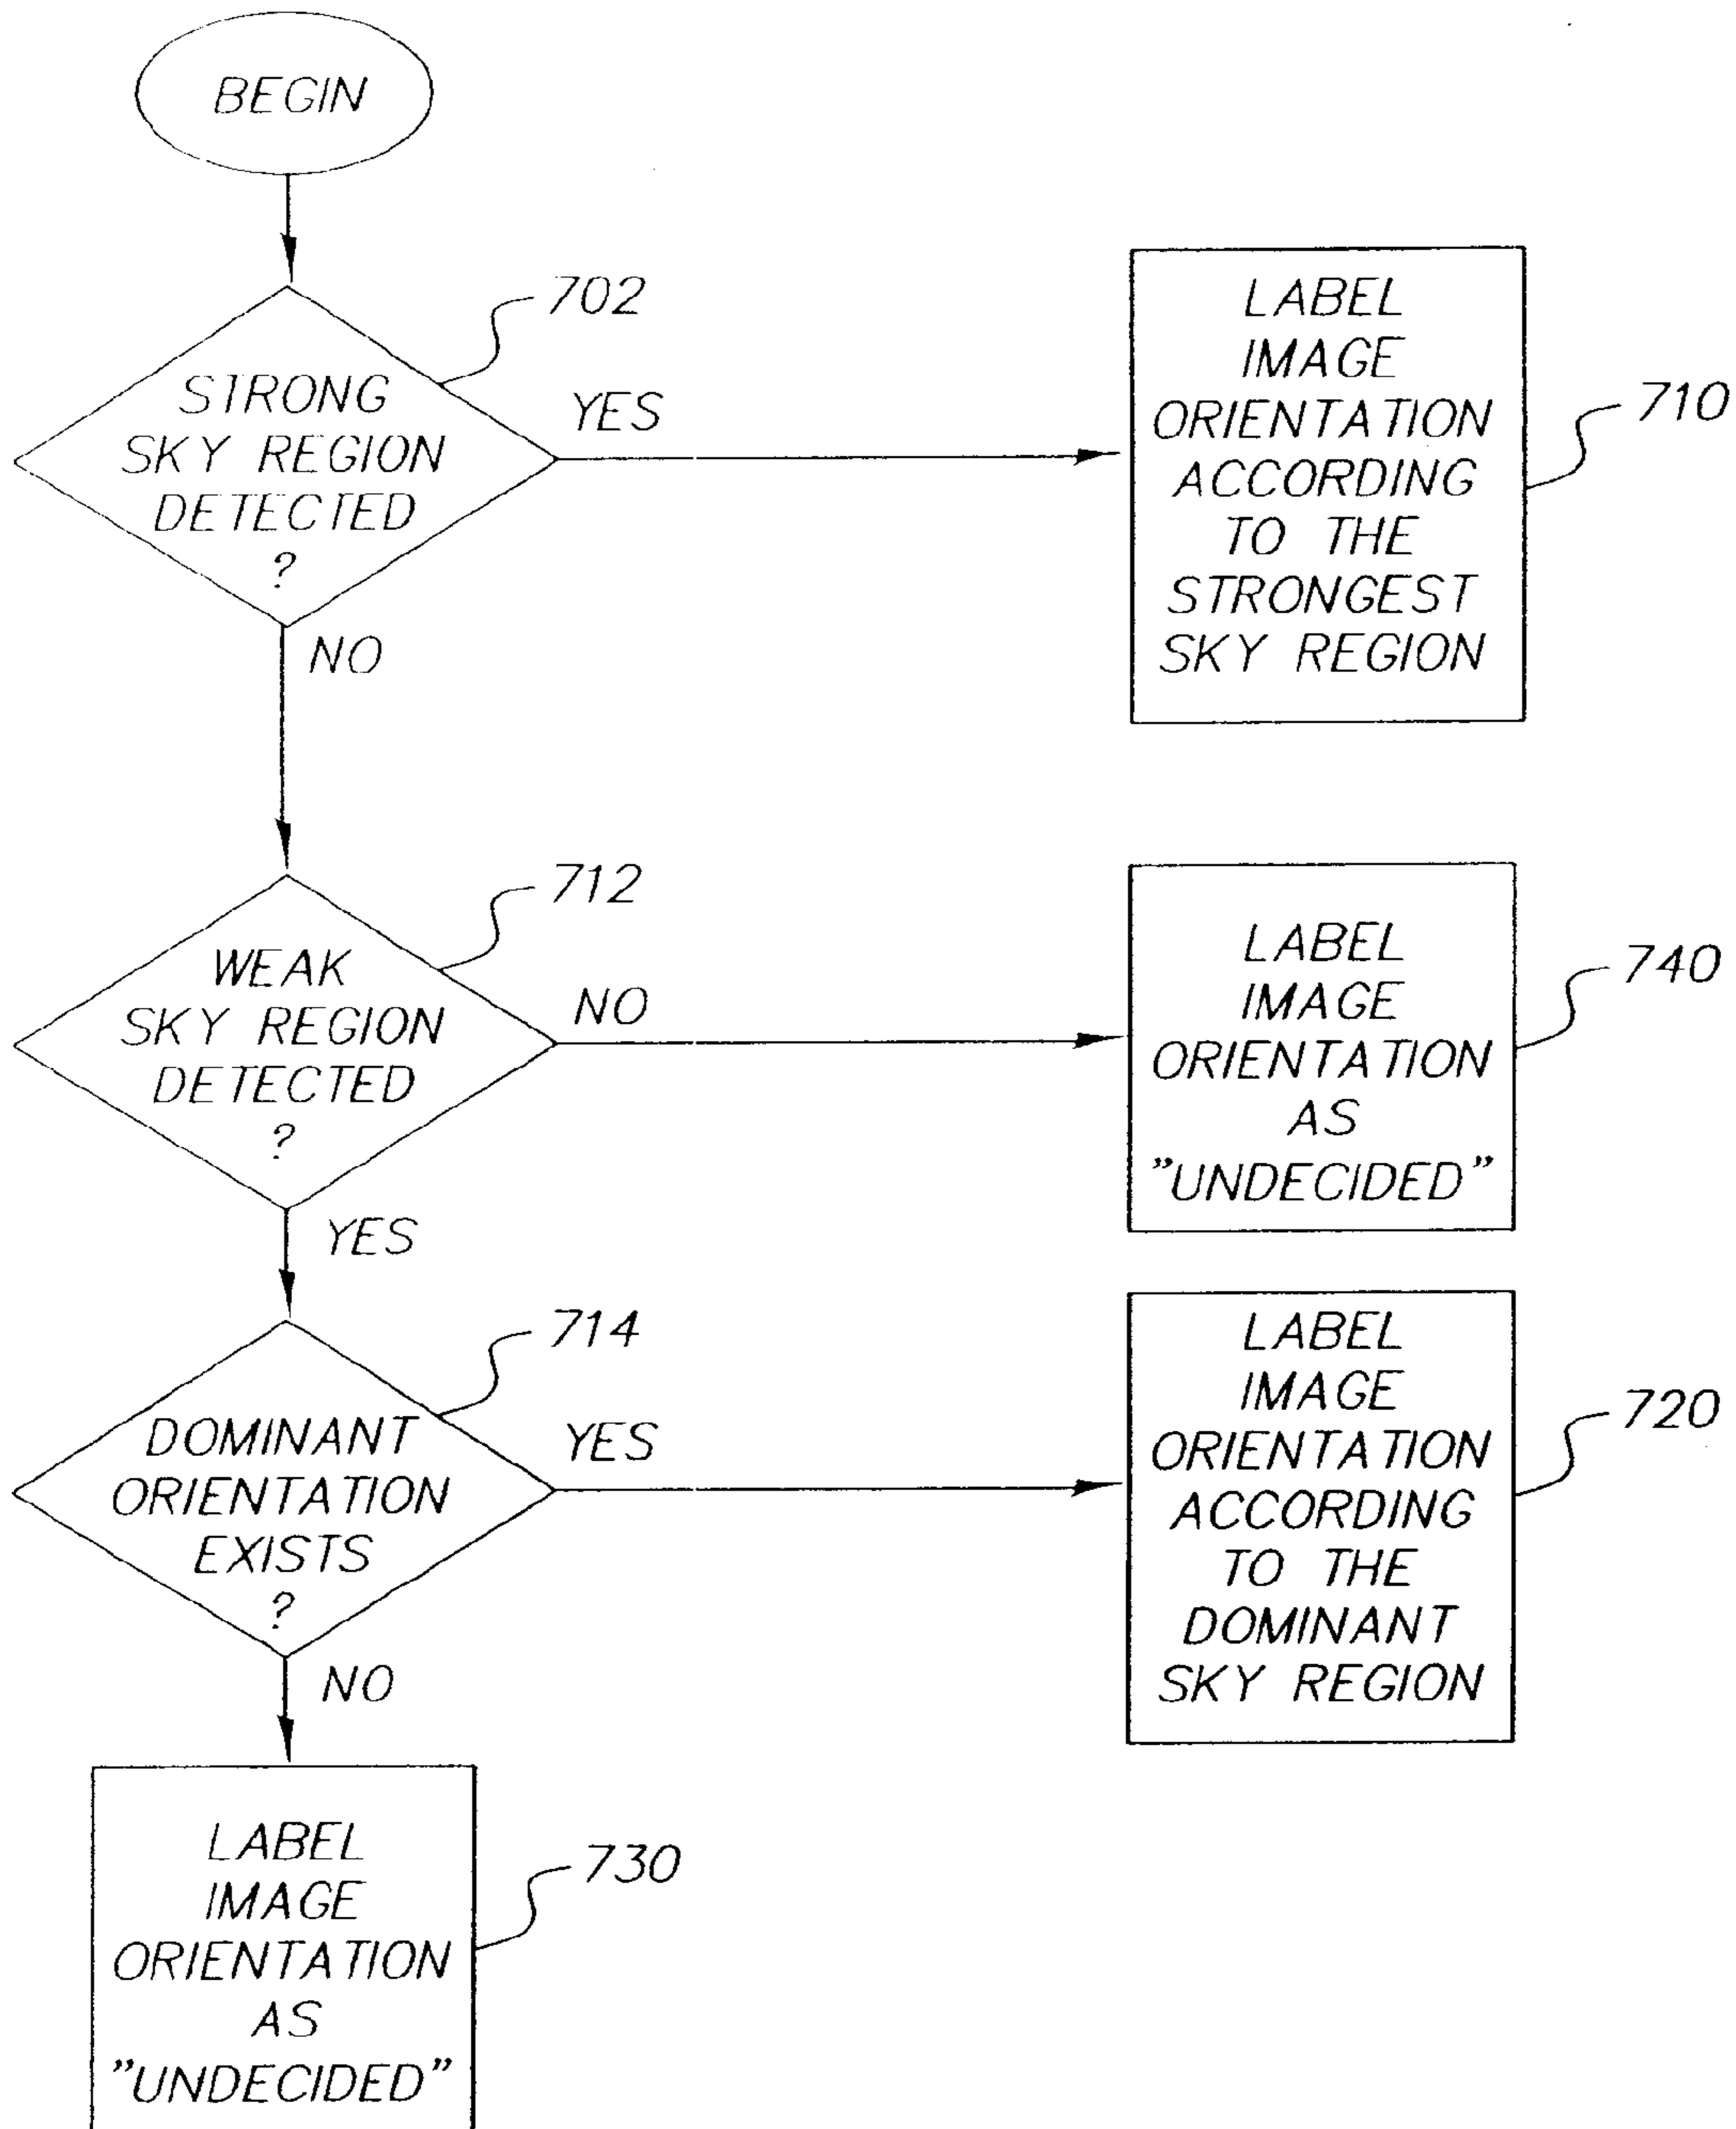 BEGIN
702
STRONG
SKY REGION
DETECTED
?
YES
NO
LABEL
IMAGE
ORIENTATION
ACCORDING
TO THE
STRONGEST
SKY REGION
710
712
WEAK
SKY REGION
DETECTED
?
NO
YES
LABEL
IMAGE
ORIENTATION
AS
"UNDECIDED"
740
714
DOMINANT
ORIENTATION
EXISTS
?
YES
NO
LABEL
IMAGE
ORIENTATION
ACCORDING
TO THE
DOMINANT
SKY REGION
720
LABEL
IMAGE
ORIENTATION
AS
"UNDECIDED"
730